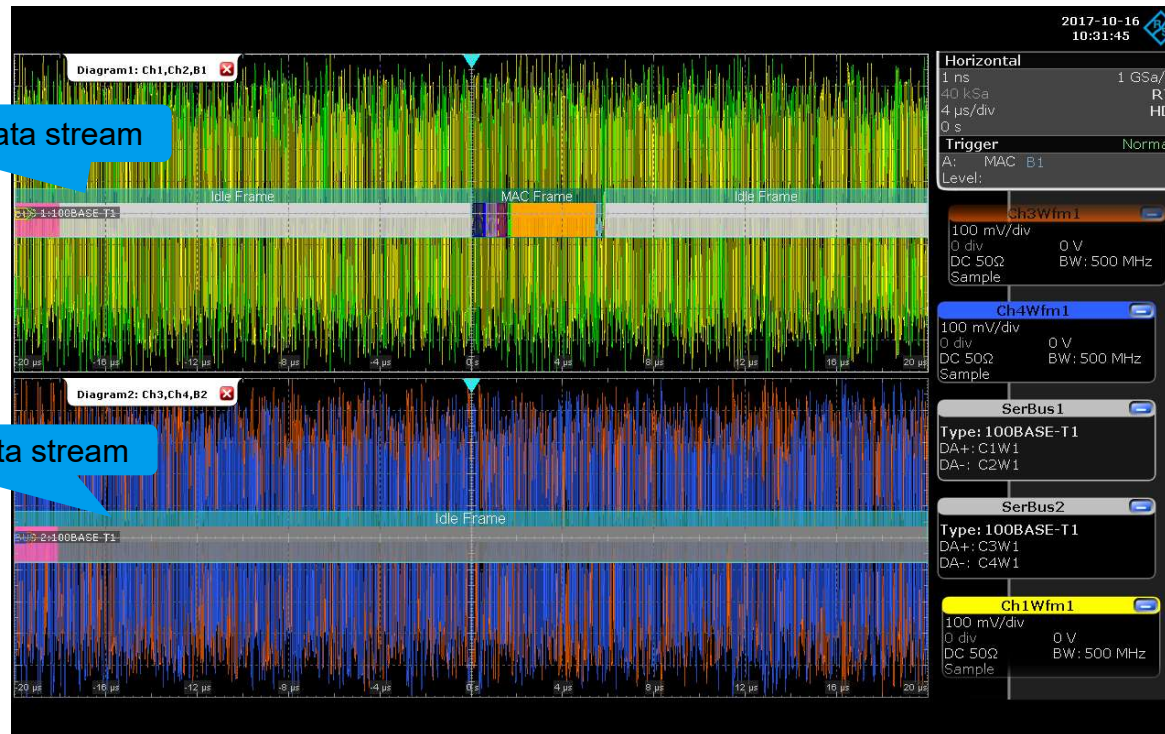 2017-10-16
10:31:45
Diagram1: Ch1,Ch2,B1
ata stream
Idle Frame MAC Frame Idle Frame
BUS 1:100BASE-T1
-20 µs -16 µs -12 µs -8 µs -4 µs 0 s 4 µs 8 µs 12 µs 16 µs 20 µs
Diagram2: Ch3,Ch4,B2
ta stream
Idle Frame
BUS 2:100BASE-T1
-20 µs -16 µs -12 µs -8 µs -4 µs 0 s 4 µs 8 µs 12 µs 16 µs 20 µs
Horizontal
1 ns 1 GSa/
40 kSa R
4 µs/div HD
0 s
Trigger Norma
A: MAC B1
Level:
Ch3Wfm1
100 mV/div
0 div 0 V
DC 50Ω BW: 500 MHz
Sample
Ch4Wfm1
100 mV/div
0 div 0 V
DC 50Ω BW: 500 MHz
Sample
SerBus1
Type: 100BASE-T1
DA+: C1W1
DA-: C2W1
SerBus2
Type: 100BASE-T1
DA+: C3W1
DA-: C4W1
Ch1Wfm1
100 mV/div
0 div 0 V
DC 50Ω BW: 500 MHz
Sample